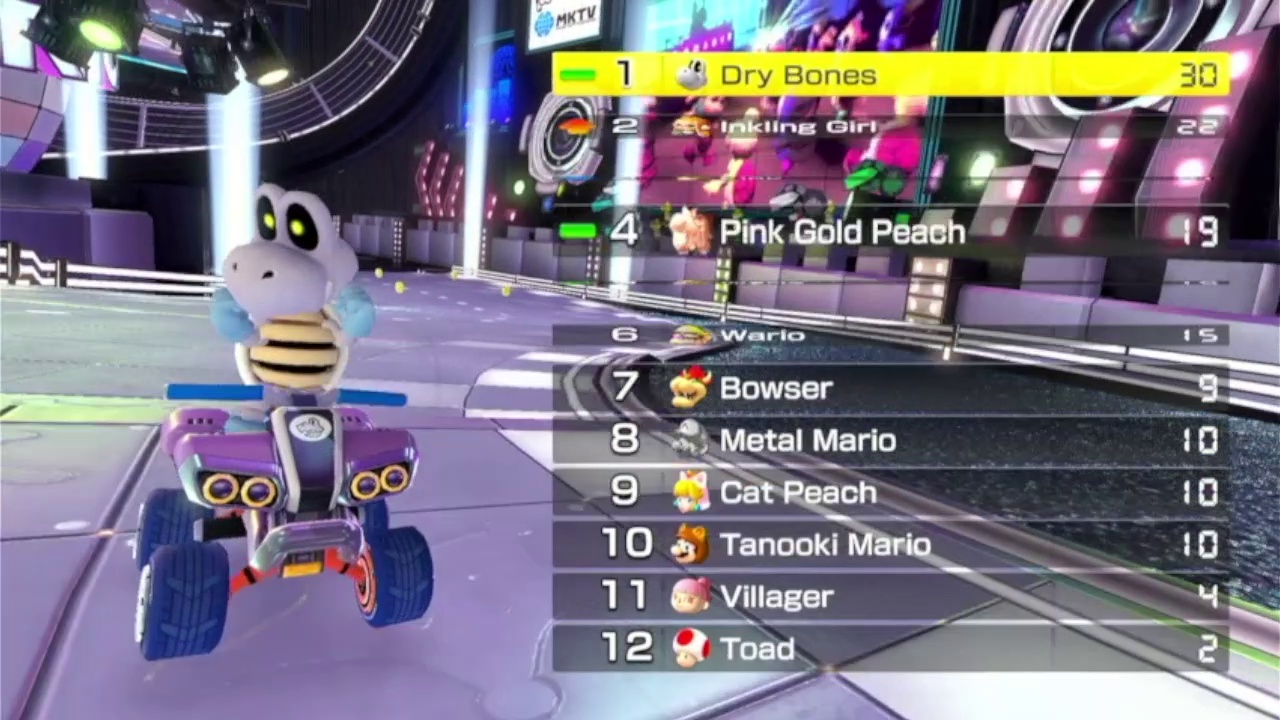 MKTV
1 Dry Bones 30
2 Inkling Girl 22
4 Pink Gold Peach 19
6 Wario 15
7 Bowser 9
8 Metal Mario 10
9 Cat Peach 10
10 Tanooki Mario 10
11 Villager 4
12 Toad 2